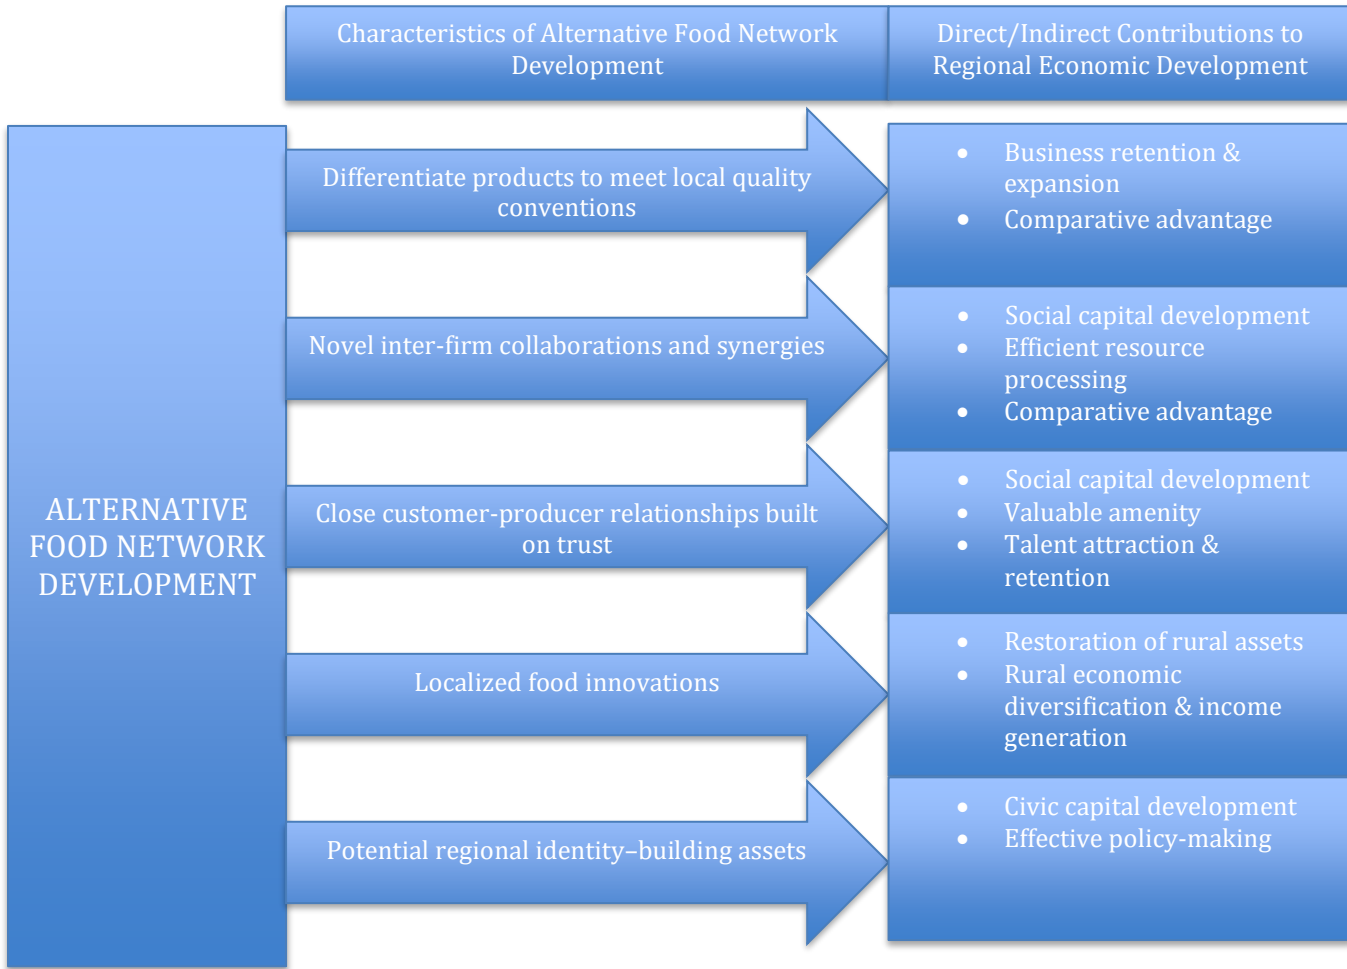 Characteristics of Alternative Food Network
Development
Direct/Indirect Contributions to
Regional Economic Development
ALTERNATIVE
FOOD NETWORK
DEVELOPMENT
Differentiate products to meet local quality
conventions
• Business retention &
expansion
• Comparative advantage
Novel inter-firm collaborations and synergies
• Social capital development
• Efficient resource
processing
• Comparative advantage
Close customer-producer relationships built
on trust
• Social capital development
• Valuable amenity
• Talent attraction &
retention
Localized food innovations
• Restoration of rural assets
• Rural economic
diversification & income
generation
Potential regional identity–building assets
• Civic capital development
• Effective policy-making